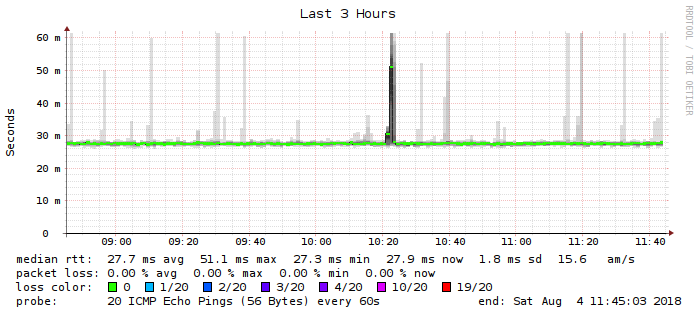 Last 3 Hours
RRDTOOL / TOBI OETIKER
Seconds
60 m
50 m
40 m
30 m
20 m
10 m
0
09:00 09:20 09:40 10:00 10:20 10:40 11:00 11:20 11:40
median rtt: 27.7 ms avg 51.1 ms max 27.3 ms min 27.9 ms now 1.8 ms sd 15.6 am/s
packet loss: 0.00 % avg 0.00 % max 0.00 % min 0.00 % now
loss color: 0 1/20 2/20 3/20 4/20 10/20 19/20
probe: 20 ICMP Echo Pings (56 Bytes) every 60s end: Sat Aug 4 11:45:03 2018